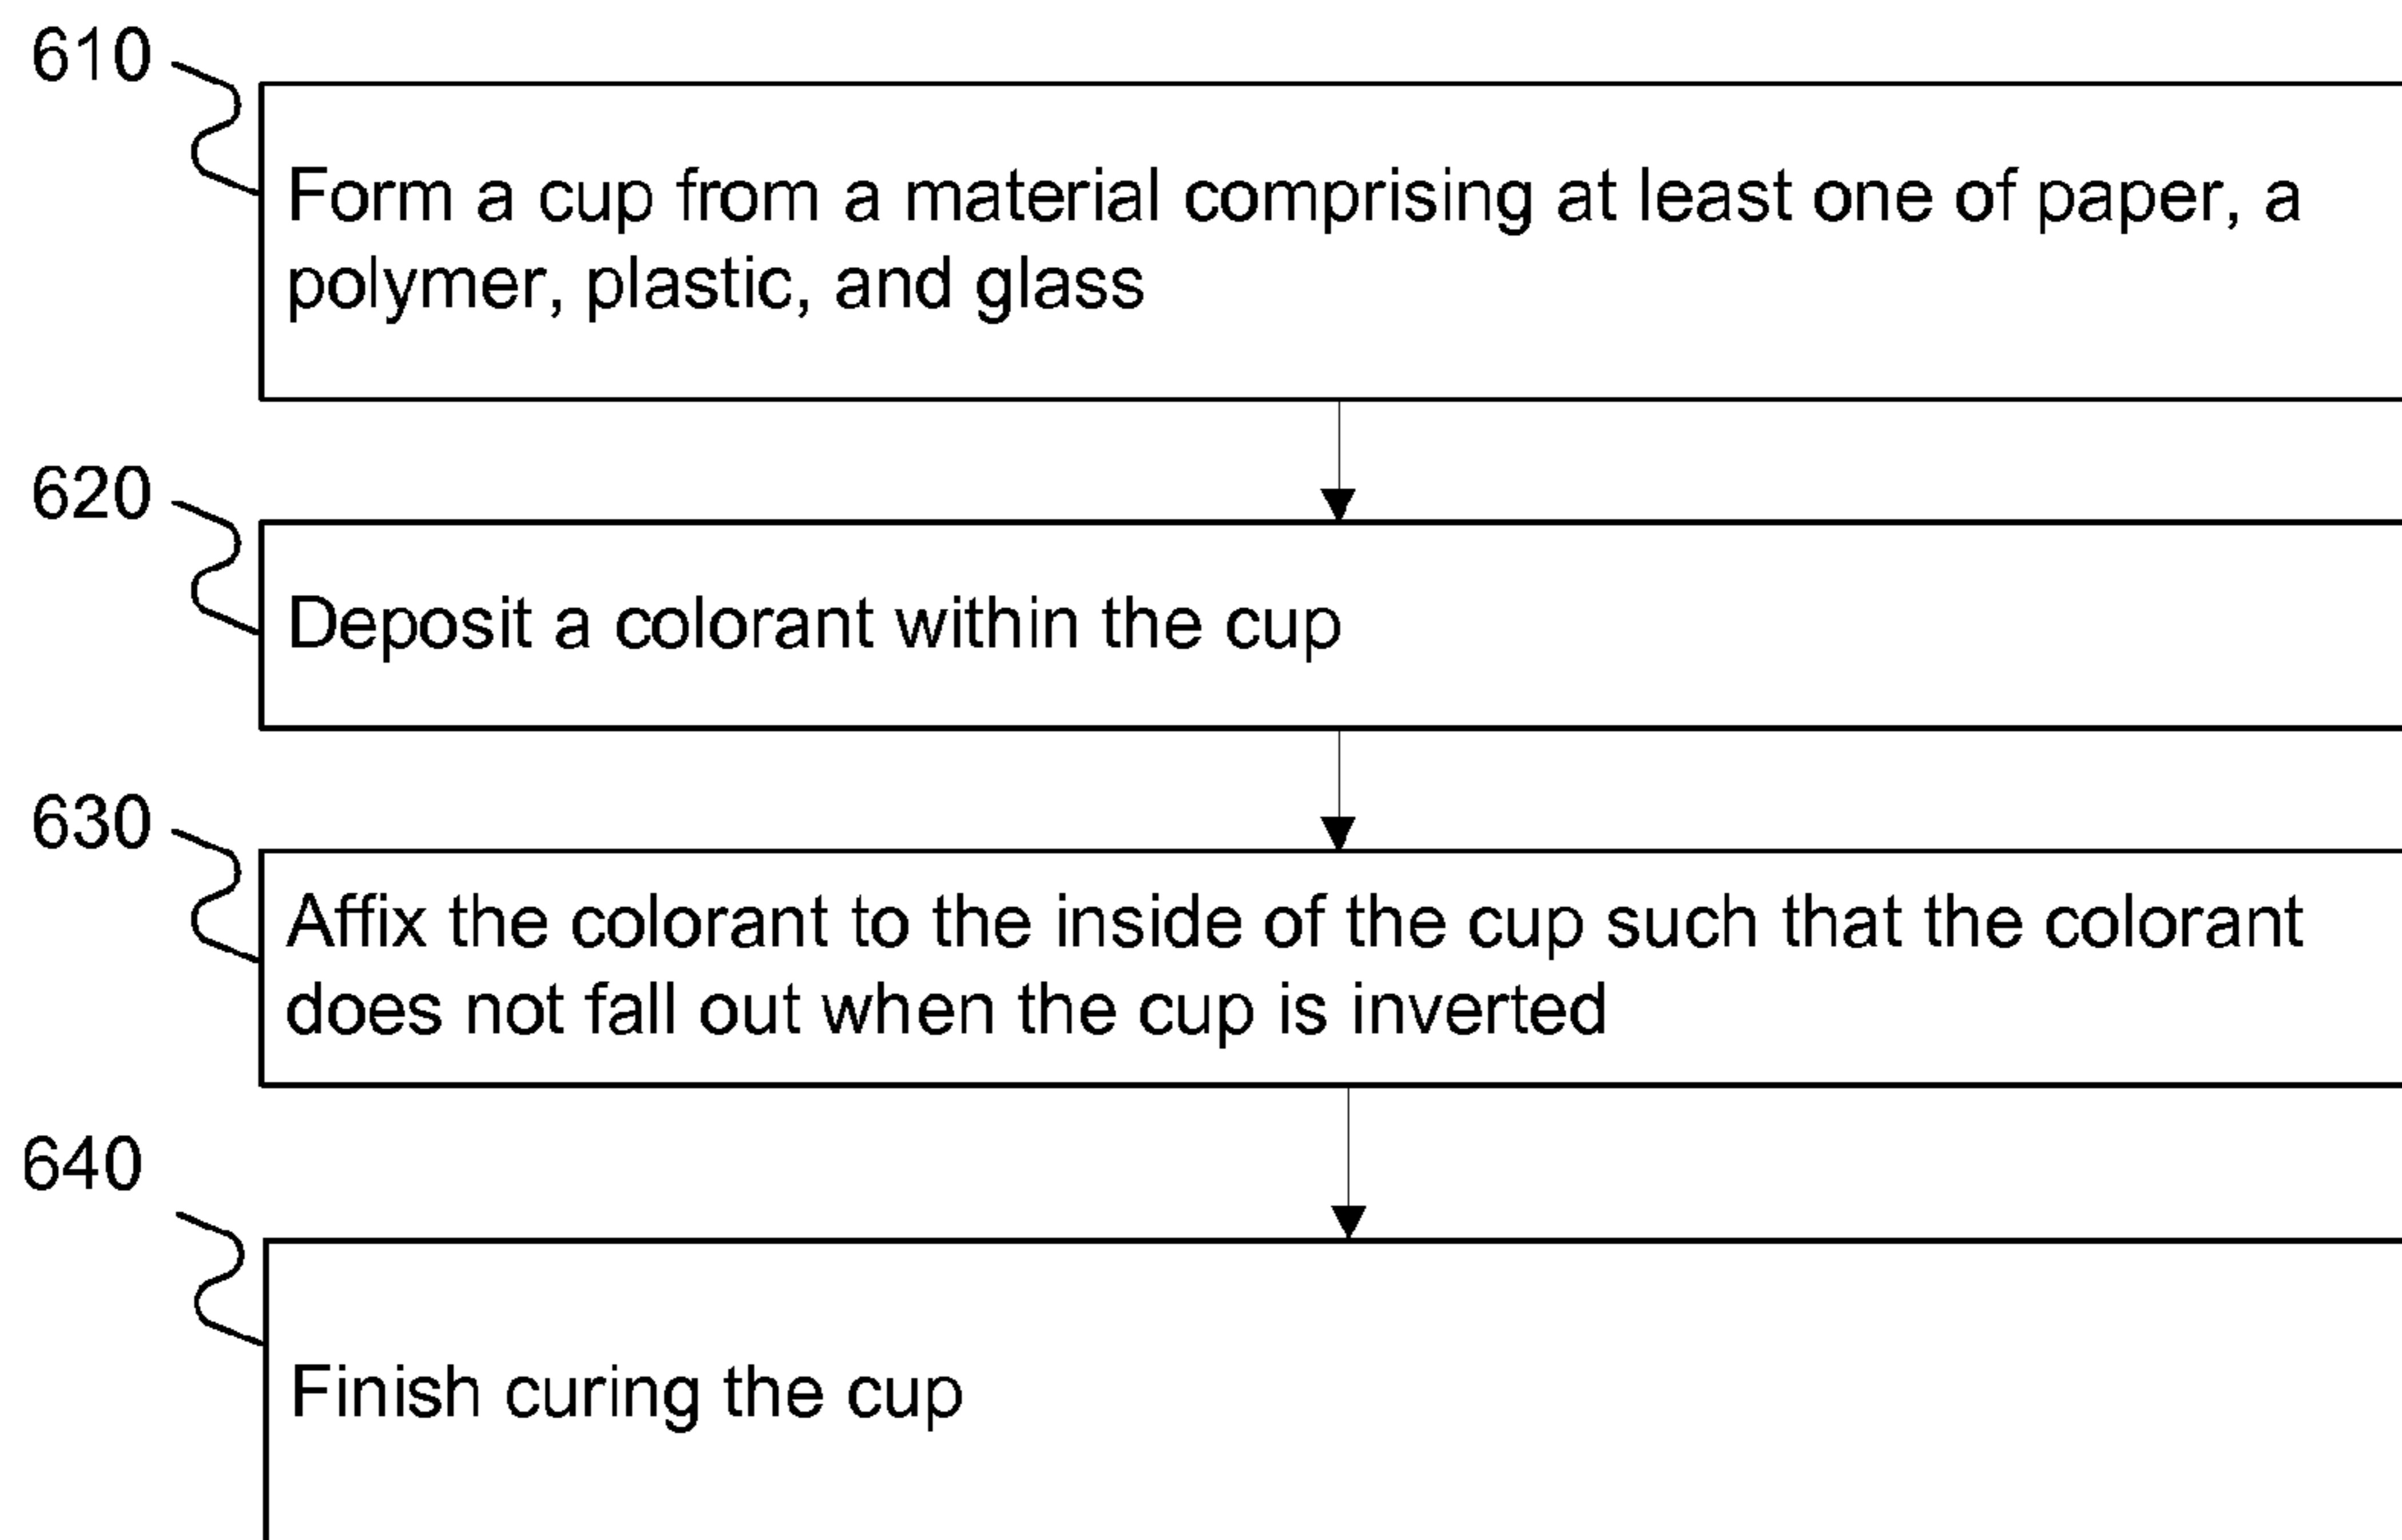 610
Form a cup from a material comprising at least one of paper, a
polymer, plastic, and glass
620
Deposit a colorant within the cup
630
Affix the colorant to the inside of the cup such that the colorant
does not fall out when the cup is inverted
640
Finish curing the cup